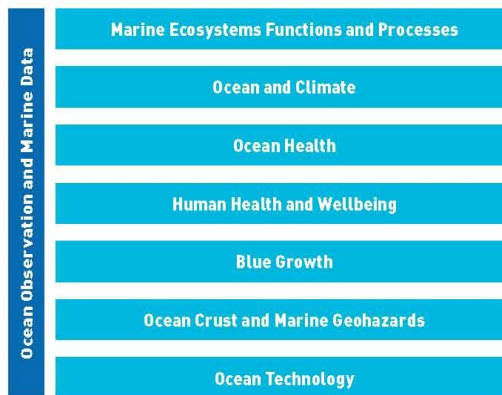 Ocean Observation and Marine Data
Marine Ecosystems Functions and Processes
Ocean and Climate
Ocean Health
Human Health and Wellbeing
Blue Growth
Ocean Crust and Marine Geohazards
Ocean Technology